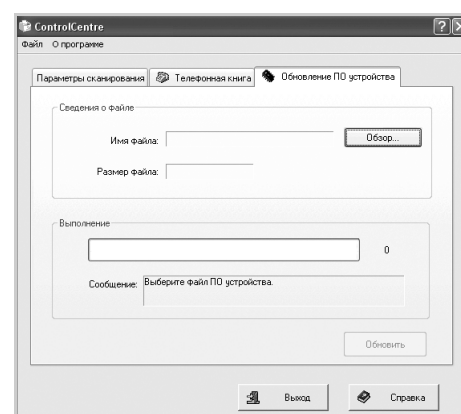 ControlCentre
Файл О программе
Параметры сканирования Телефонная книга Обновление ПО устройства
Сведения о файле
Имя файла: Обзор...
Размер файла:
Выполнение
0
Сообщение: Выберите файл ПО устройства.
Обновить
Выход Справка